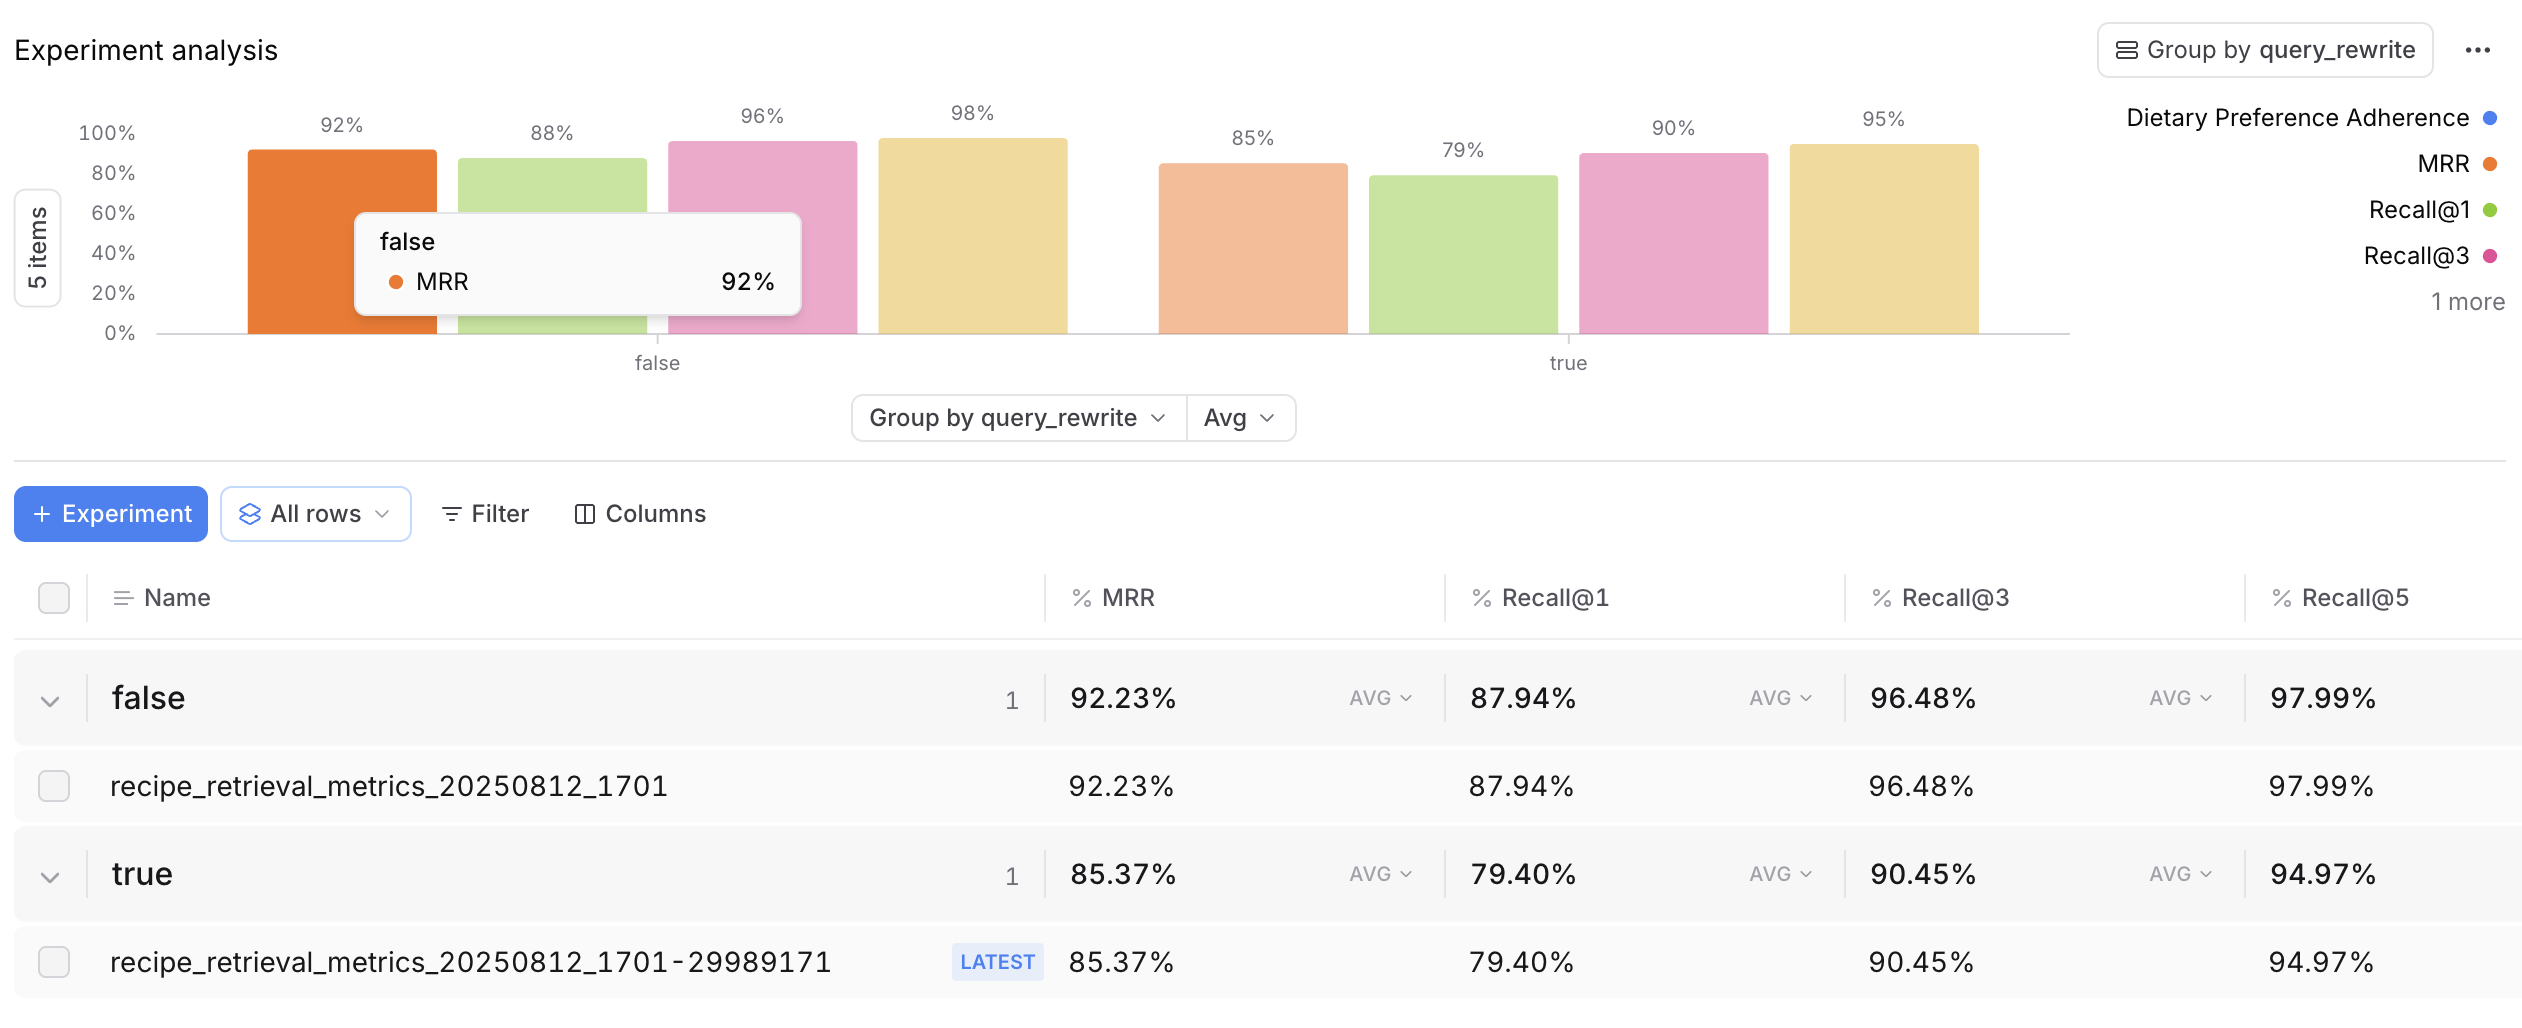 Experiment analysis
Group by query_rewrite
100%
80%
60%
40%
20%
0%
5 items
92%
88%
96%
98%
85%
79%
90%
95%
false
MRR 92%
false
true
Dietary Preference Adherence
MRR
Recall@1
Recall@3
1 more
Group by query_rewrite
Avg
+ Experiment
All rows
Filter
Columns
Name % MRR % Recall@1 % Recall@3 % Recall@5
false 1 92.23% AVG 87.94% AVG 96.48% AVG 97.99%
recipe_retrieval_metrics_20250812_1701 92.23% 87.94% 96.48% 97.99%
true 1 85.37% AVG 79.40% AVG 90.45% AVG 94.97%
recipe_retrieval_metrics_20250812_1701-29989171 LATEST 85.37% 79.40% 90.45% 94.97%